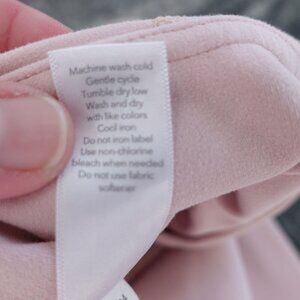 Machine wash cold
Gentle cycle
Tumble dry low
Wash and dry
with like colors
Cool iron
Do not iron label
Use non-chlorine
bleach when needed
Do not use fabric
softener